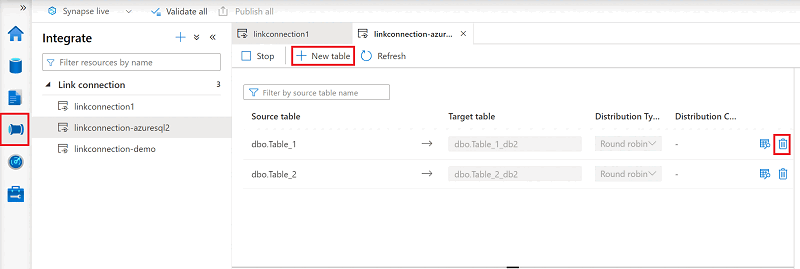 Synapse live
Validate all
Publish all
Integrate
Filter resources by name
Link connection 3
linkconnection1
linkconnection-azuresql2
linkconnection-demo
linkconnection1
linkconnection-azur...
Stop
New table
Refresh
Filter by source table name
Source table Target table Distribution Ty... Distribution C...
dbo.Table_1 dbo.Table_1_db2 Round robin -
dbo.Table_2 dbo.Table_2_db2 Round robin -